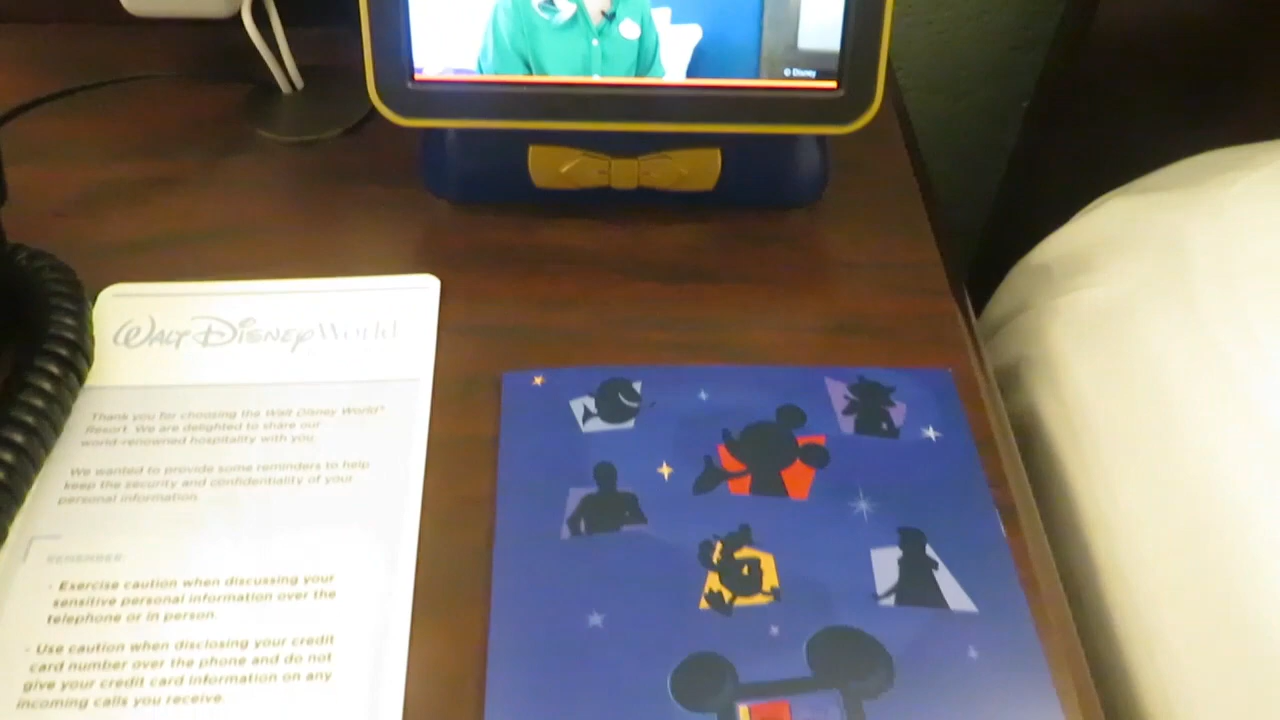 © Disney
WALT DISNEY World
Thank you for choosing the Walt Disney World®
Resort. We are delighted to share our
world-renowned hospitality with you.
We wanted to provide some reminders to help
keep the security and confidentiality of your
personal information.
REMEMBER:
- Exercise caution when discussing your
sensitive personal information over the
telephone or in person.
- Use caution when disclosing your credit
card number over the phone and do not
give your credit card information on any
incoming calls you receive.